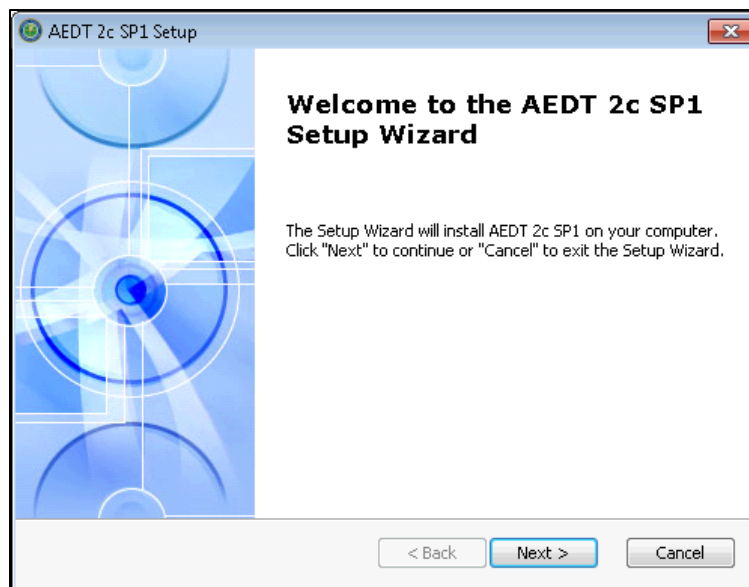 AEDT 2c SP1 Setup
Welcome to the AEDT 2c SP1
Setup Wizard
The Setup Wizard will install AEDT 2c SP1 on your computer.
Click "Next" to continue or "Cancel" to exit the Setup Wizard.
< Back Next > Cancel